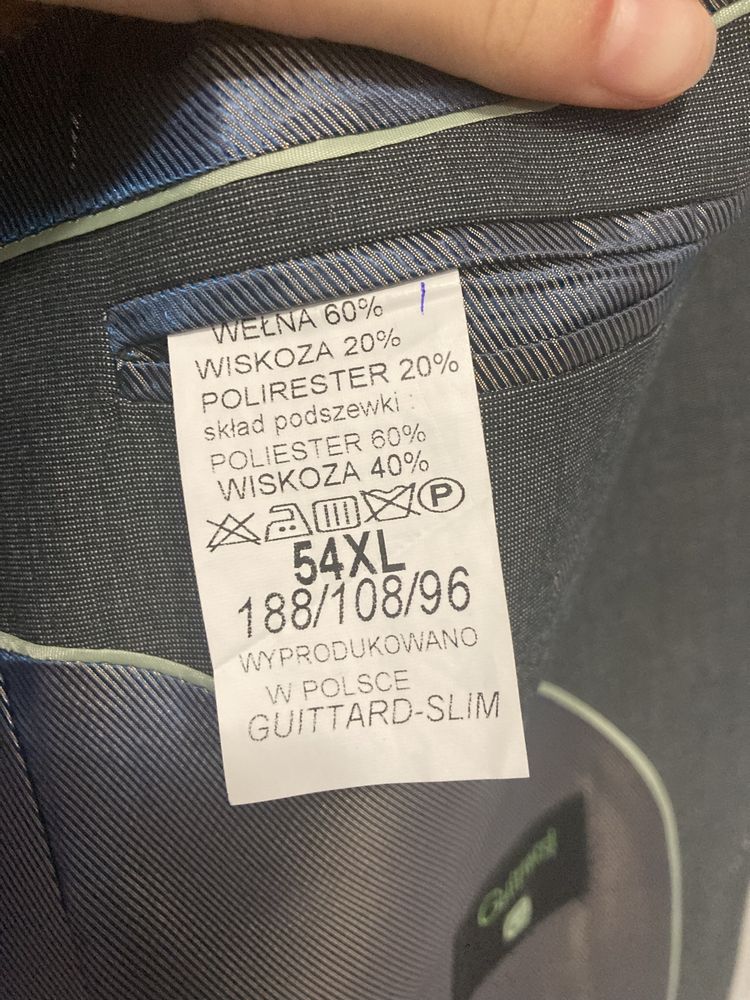 WEŁNA 60%
WISKOZA 20%
POLIRESTER 20%
skład podszewki :
POLIESTER 60%
WISKOZA 40%
P
54XL
188/108/96
WYPRODUKOWANO
W POLSCE
GUITTARD-SLIM